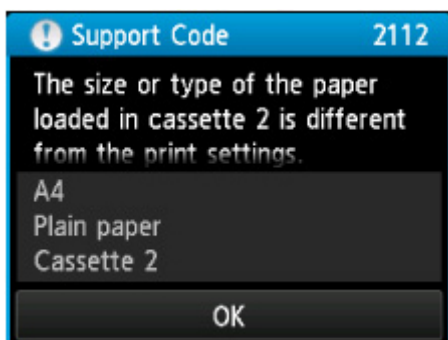 Support Code 2112
The size or type of the paper
loaded in cassette 2 is different
from the print settings.
A4
Plain paper
Cassette 2
OK